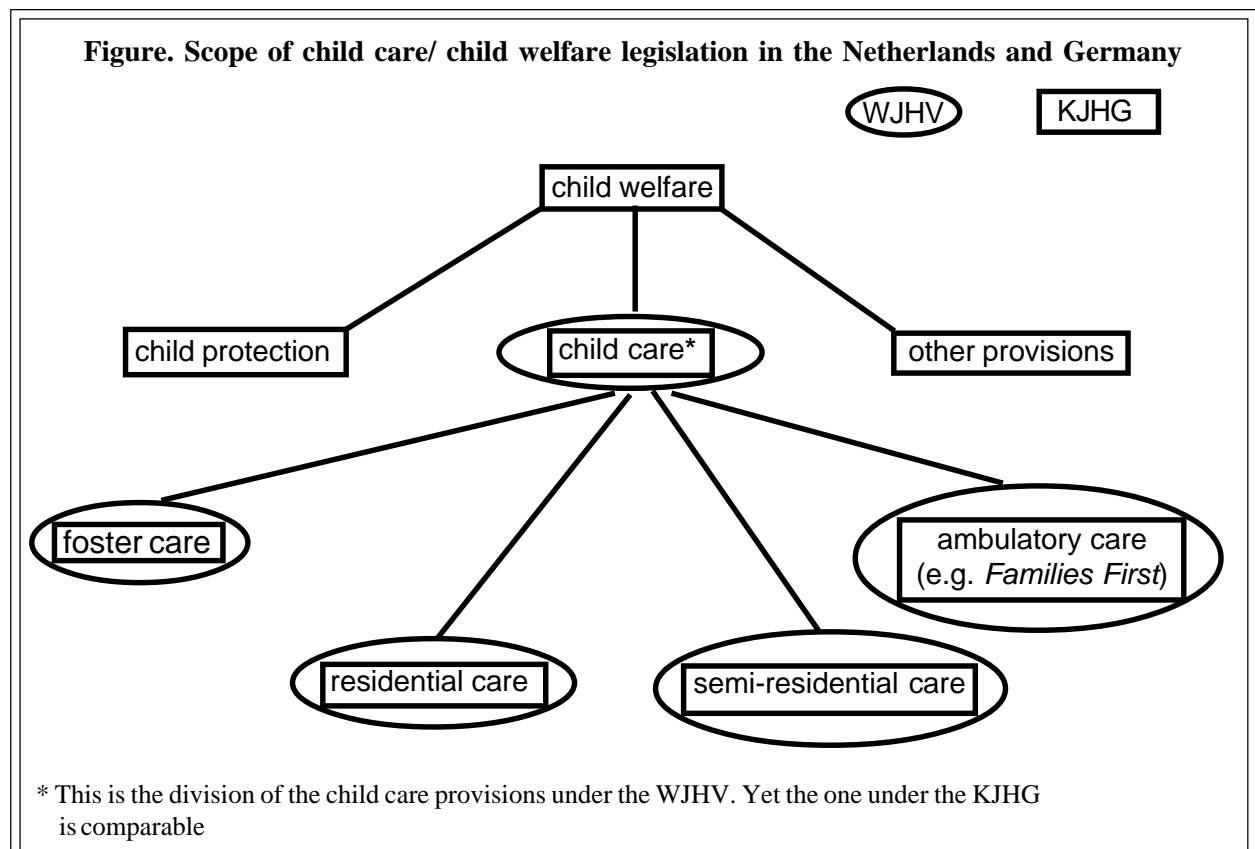 Figure. Scope of child care/ child welfare legislation in the Netherlands and Germany
WJHV
KJHG
child welfare
child protection
child care*
other provisions
foster care
ambulatory care
(e.g. Families First)
residential care
semi-residential care
* This is the division of the child care provisions under the WJHV. Yet the one under the KJHG
is comparable